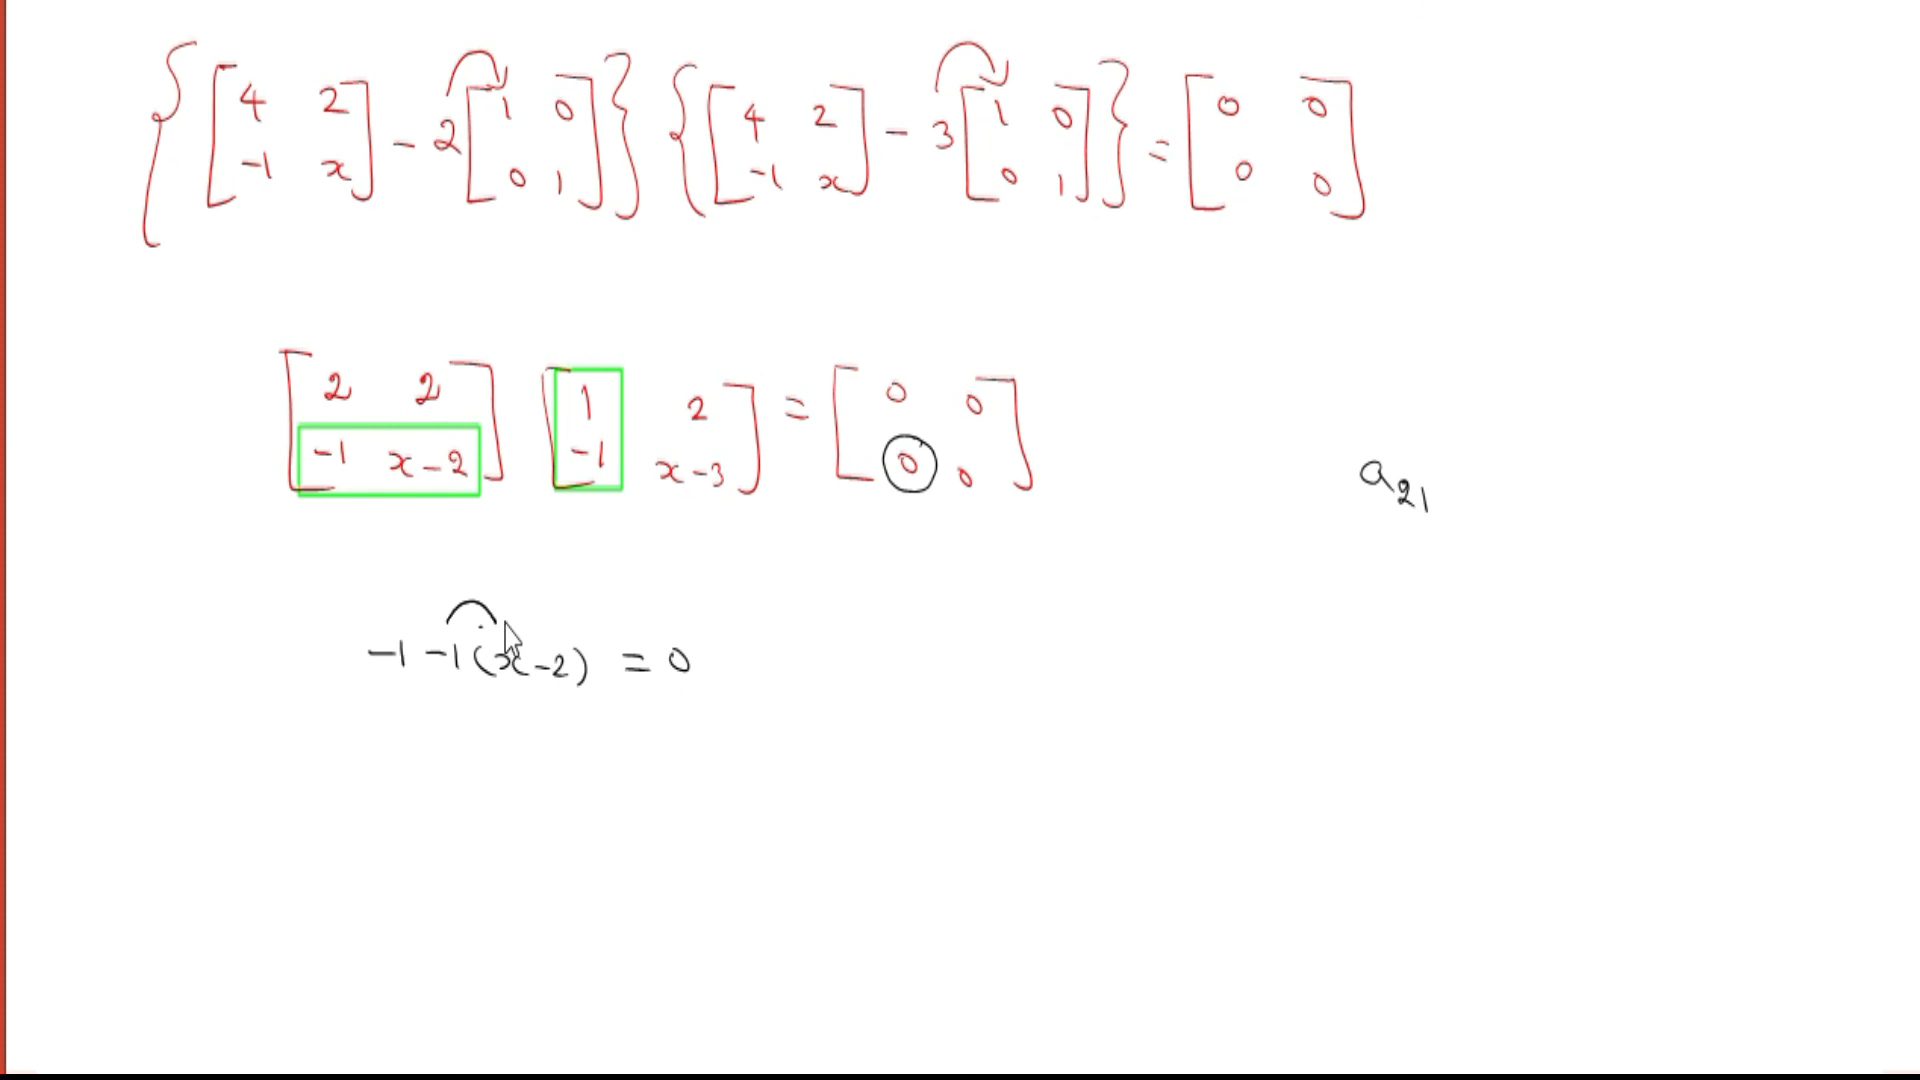 { [ 4 2 ] - 2 [ 1 0 ] } { [ 4 2 ] - 3 [ 1 0 ] } = [ 0 0 ]
-1 x 0 1 -1 x 0 1 0 0
[ 2 2 ] [ 1 2 ] = [ 0 0 ]
-1 x-2 -1 x-3 0 0
a21
-1 -1(x-2) = 0